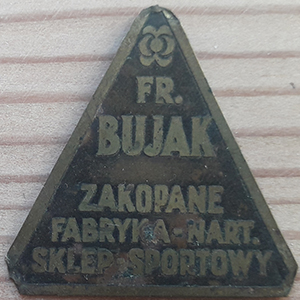 FR.
BUJAK
ZAKOPANE
FABRYKA-NART.
SKLEP-SPORTOWY